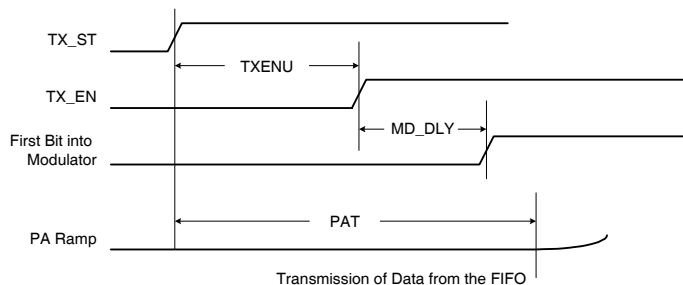 TX_ST
TXENU
TX_EN
MD_DLY
First Bit into
Modulator
PAT
PA Ramp
Transmission of Data from the FIFO